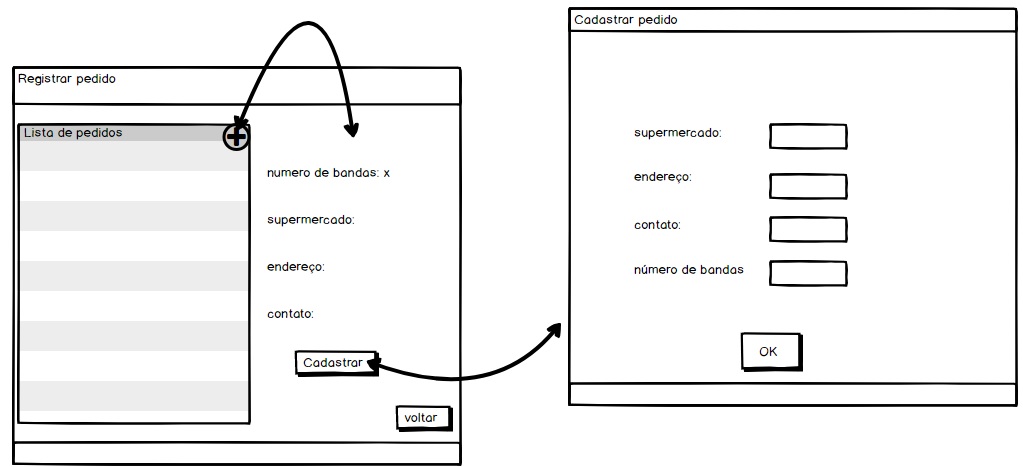 Registrar pedido
Lista de pedidos
numero de bandas: x
supermercado:
endereço:
contato:
Cadastrar
voltar
Cadastrar pedido
supermercado:
endereço:
contato:
número de bandas
OK